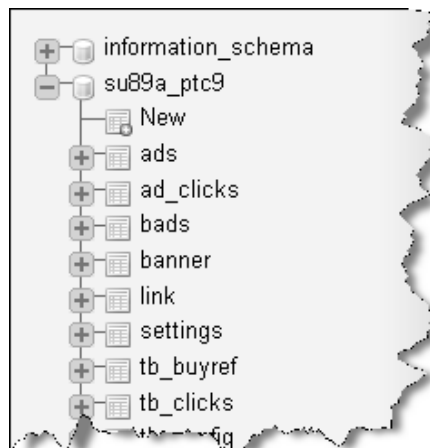 information_schema
su89a_ptc9
New
ads
ad_clicks
bads
banner
link
settings
tb_buyref
tb_clicks